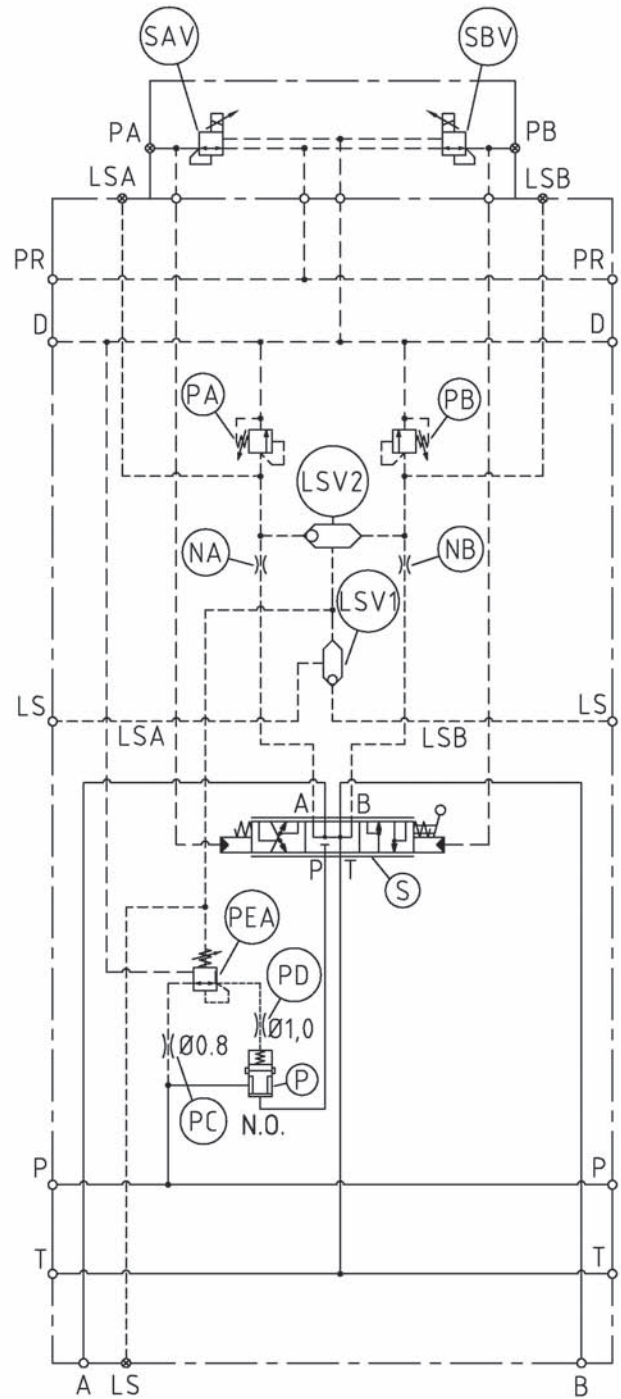 SAV SBV
PA PB
LSA LSB
PR PR
D D
PA PB
LSV2
NA NB
LSV1
LS LS
LSA LSB
A B
P T
S
PEA
PD
Ø1,0
Ø0.8
P
PC
N.O.
P P
T T
A LS B